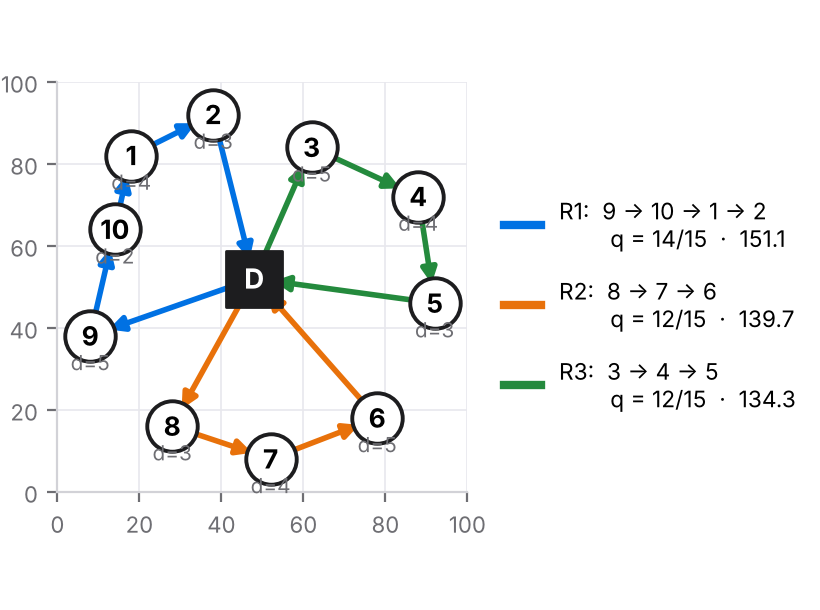 100
80
60
40
20
0
0
20
40
60
80
100
2
d=3
1
d=4
3
d=5
4
d=4
10
d=2
D
5
d=3
9
d=5
8
d=3
7
d=4
6
d=5
R1: 9 → 10 → 1 → 2
q = 14/15 · 151.1
R2: 8 → 7 → 6
q = 12/15 · 139.7
R3: 3 → 4 → 5
q = 12/15 · 134.3